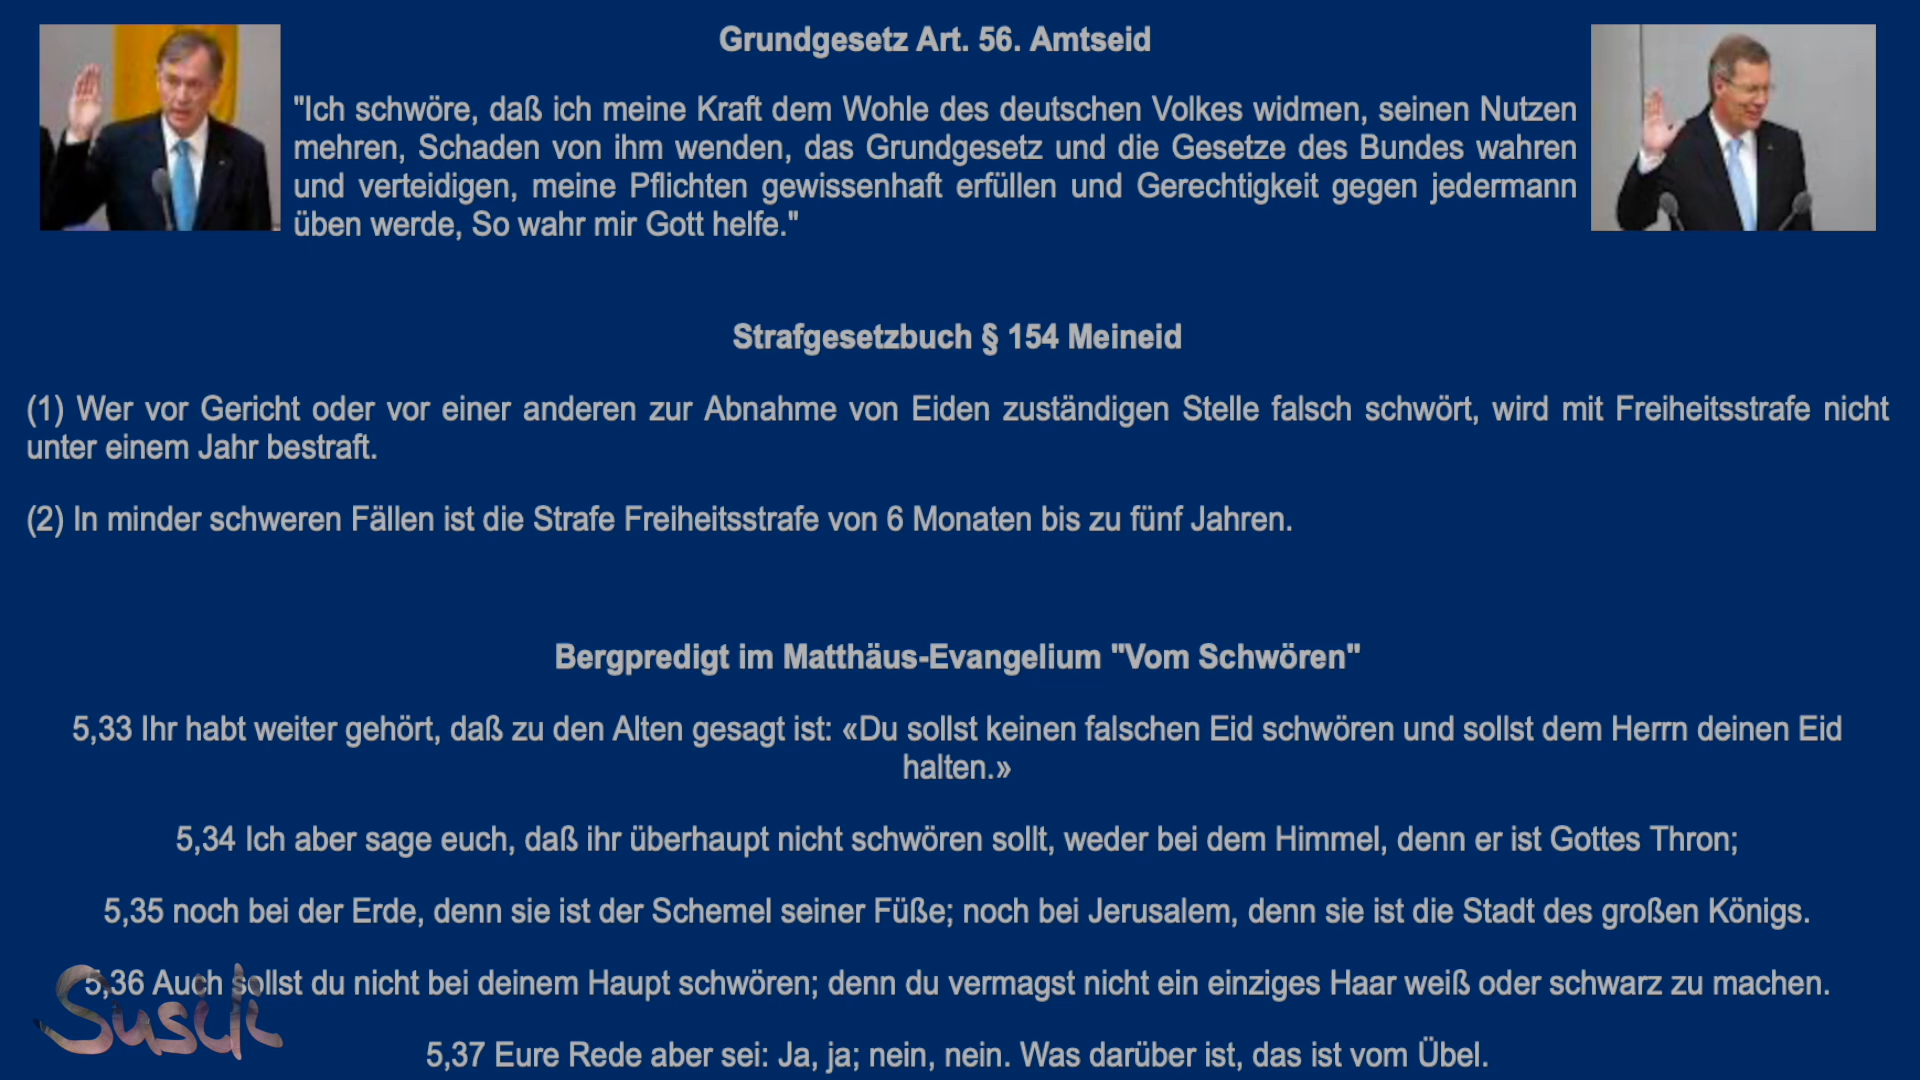 Grundgesetz Art. 56. Amtseid
"Ich schwöre, daß ich meine Kraft dem Wohle des deutschen Volkes widmen, seinen Nutzen
mehren, Schaden von ihm wenden, das Grundgesetz und die Gesetze des Bundes wahren
und verteidigen, meine Pflichten gewissenhaft erfüllen und Gerechtigkeit gegen jedermann
üben werde, So wahr mir Gott helfe."
Strafgesetzbuch § 154 Meineid
(1) Wer vor Gericht oder vor einer anderen zur Abnahme von Eiden zuständigen Stelle falsch schwört, wird mit Freiheitsstrafe nicht
unter einem Jahr bestraft.
(2) In minder schweren Fällen ist die Strafe Freiheitsstrafe von 6 Monaten bis zu fünf Jahren.
Bergpredigt im Matthäus-Evangelium "Vom Schwören"
5,33 Ihr habt weiter gehört, daß zu den Alten gesagt ist: «Du sollst keinen falschen Eid schwören und sollst dem Herrn deinen Eid
halten.»
5,34 Ich aber sage euch, daß ihr überhaupt nicht schwören sollt, weder bei dem Himmel, denn er ist Gottes Thron;
5,35 noch bei der Erde, denn sie ist der Schemel seiner Füße; noch bei Jerusalem, denn sie ist die Stadt des großen Königs.
5,36 Auch sollst du nicht bei deinem Haupt schwören; denn du vermagst nicht ein einziges Haar weiß oder schwarz zu machen.
5,37 Eure Rede aber sei: Ja, ja; nein, nein. Was darüber ist, das ist vom Übel.